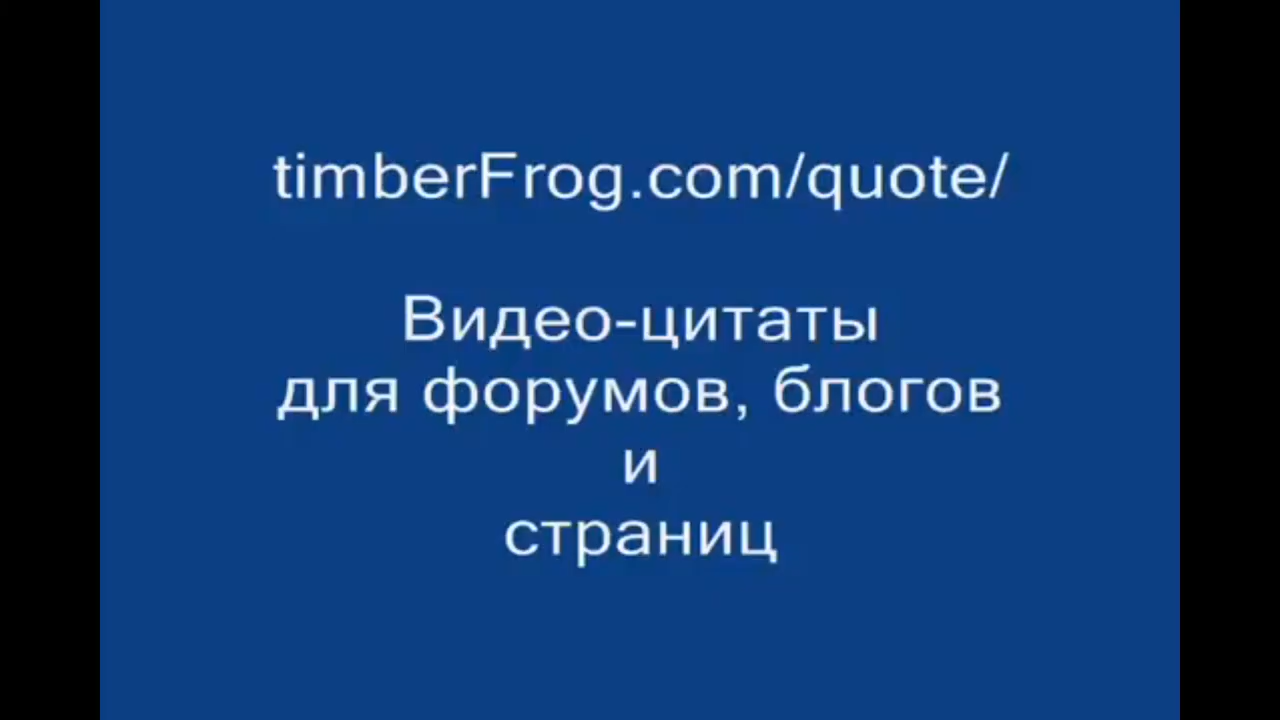 timberFrog.com/quote/
Видео-цитаты
для форумов, блогов
и
страниц